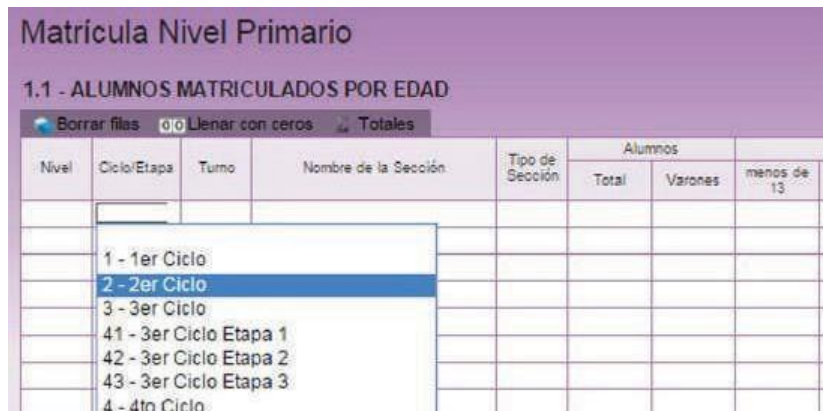 Matrícula Nivel Primario
1.1 - ALUMNOS MATRICULADOS POR EDAD
Borrar filas 00 Llenar con ceros Totales
Nivel Ciclo/Etapa Turno Nombre de la Sección Tipo de Sección Alumnos
Total Varones menos de 13
1 - 1er Ciclo
2 - 2er Ciclo
3 - 3er Ciclo
41 - 3er Ciclo Etapa 1
42 - 3er Ciclo Etapa 2
43 - 3er Ciclo Etapa 3
4 - 4to Ciclo